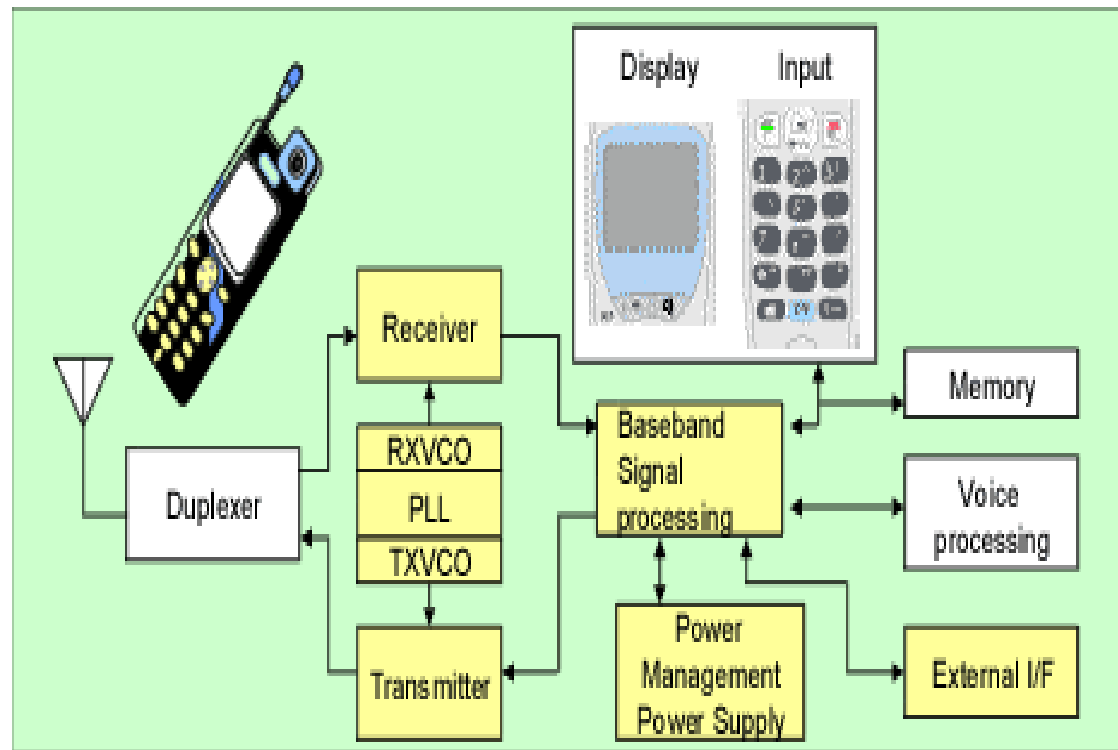 Display
Input
Receiver
RXVCO
PLL
TXVCO
Duplexer
Transmitter
Baseband
Signal
processing
Memory
Voice
processing
Power
Management
Power Supply
External I/F